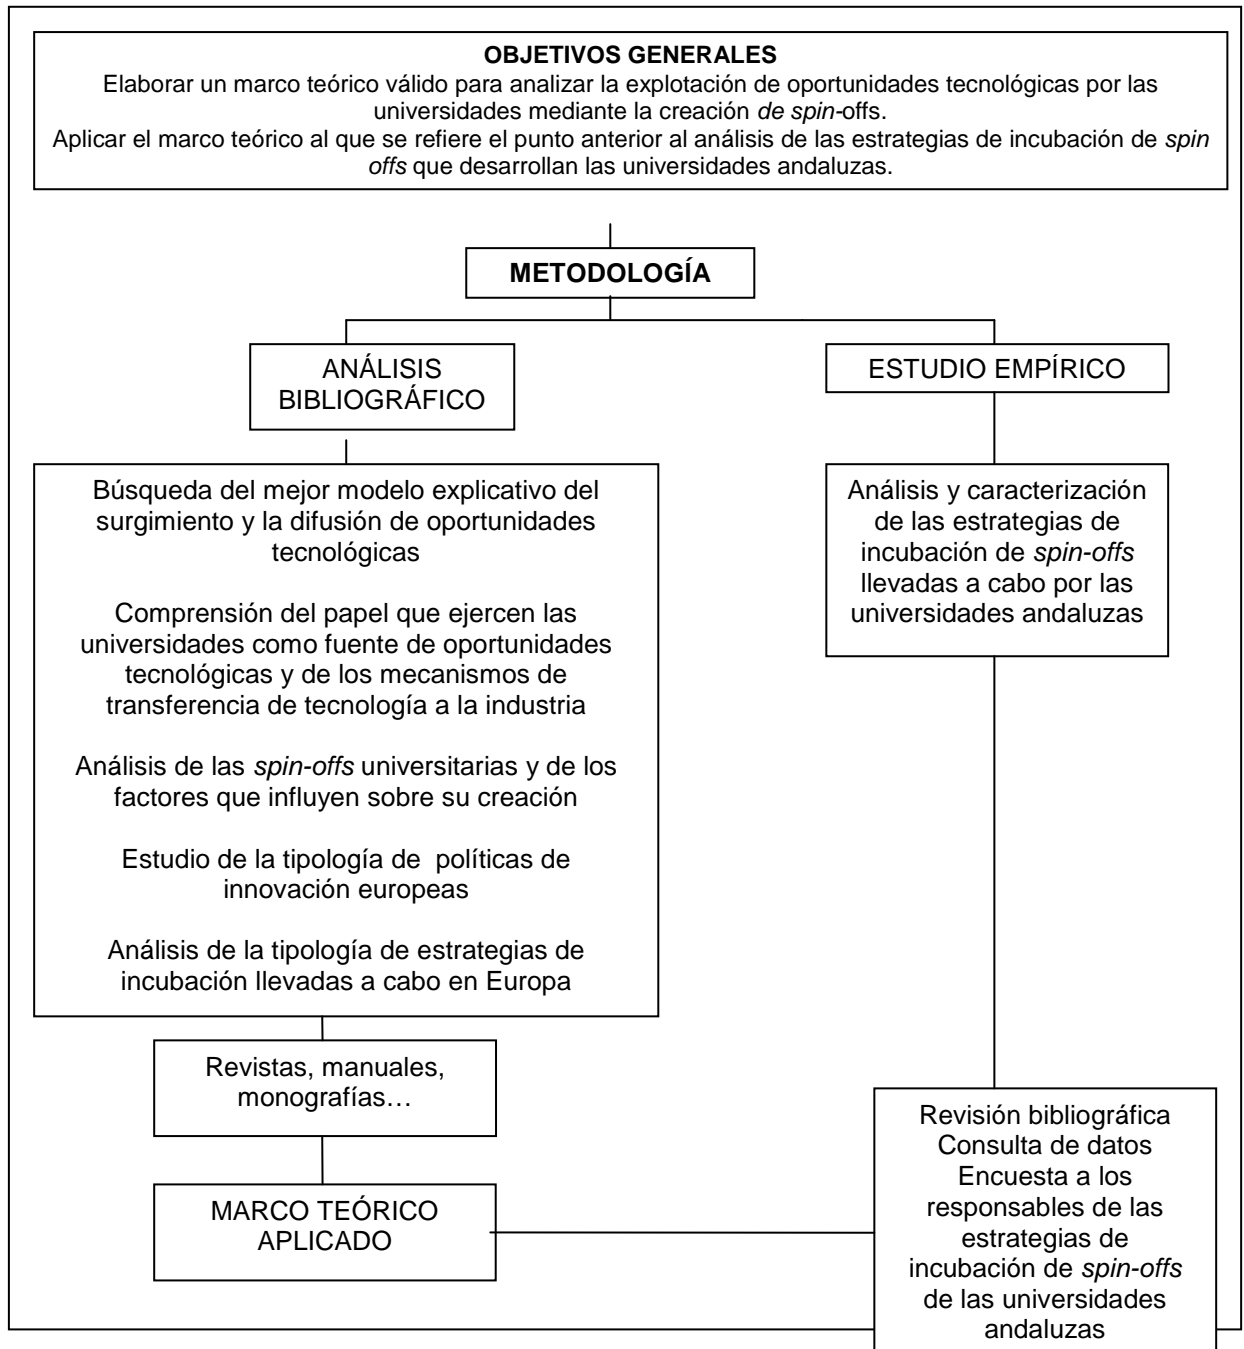 OBJETIVOS GENERALES
Elaborar un marco teórico válido para analizar la explotación de oportunidades tecnológicas por las
universidades mediante la creación de spin-offs.
Aplicar el marco teórico al que se refiere el punto anterior al análisis de las estrategias de incubación de spin
offs que desarrollan las universidades andaluzas.
METODOLOGÍA
ANÁLISIS
BIBLIOGRÁFICO
ESTUDIO EMPÍRICO
Búsqueda del mejor modelo explicativo del
surgimiento y la difusión de oportunidades
tecnológicas
Comprensión del papel que ejercen las
universidades como fuente de oportunidades
tecnológicas y de los mecanismos de
transferencia de tecnología a la industria
Análisis de las spin-offs universitarias y de los
factores que influyen sobre su creación
Estudio de la tipología de políticas de
innovación europeas
Análisis de la tipología de estrategias de
incubación llevadas a cabo en Europa
Análisis y caracterización
de las estrategias de
incubación de spin-offs
llevadas a cabo por las
universidades andaluzas
Revistas, manuales,
monografías…
MARCO TEÓRICO
APLICADO
Revisión bibliográfica
Consulta de datos
Encuesta a los
responsables de las
estrategias de
incubación de spin-offs
de las universidades
andaluzas